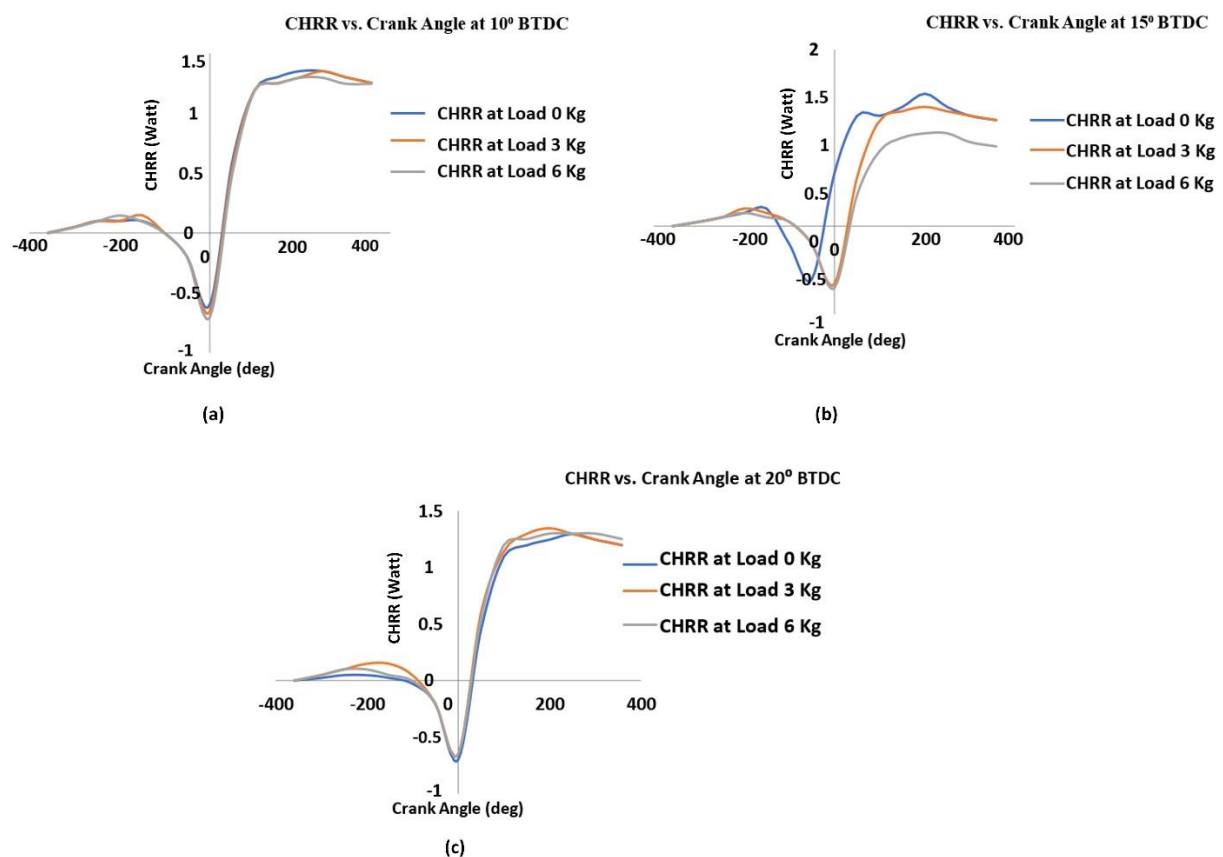 CHRR vs. Crank Angle at 10⁰ BTDC
1.5
1
0.5
0
-0.5
-1
CHRR (Watt)
-400
-200
0
200
400
CHRR at Load 0 Kg
CHRR at Load 3 Kg
CHRR at Load 6 Kg
Crank Angle (deg)
(a)
CHRR vs. Crank Angle at 15⁰ BTDC
2
1.5
1
0.5
0
-0.5
-1
CHRR (Watt)
-400
-200
0
200
400
CHRR at Load 0 Kg
CHRR at Load 3 Kg
CHRR at Load 6 Kg
Crank Angle (deg)
(b)
CHRR vs. Crank Angle at 20⁰ BTDC
1.5
1
0.5
0
-0.5
-1
CHRR (Watt)
-400
-200
0
200
400
CHRR at Load 0 Kg
CHRR at Load 3 Kg
CHRR at Load 6 Kg
Crank Angle (deg)
(c)